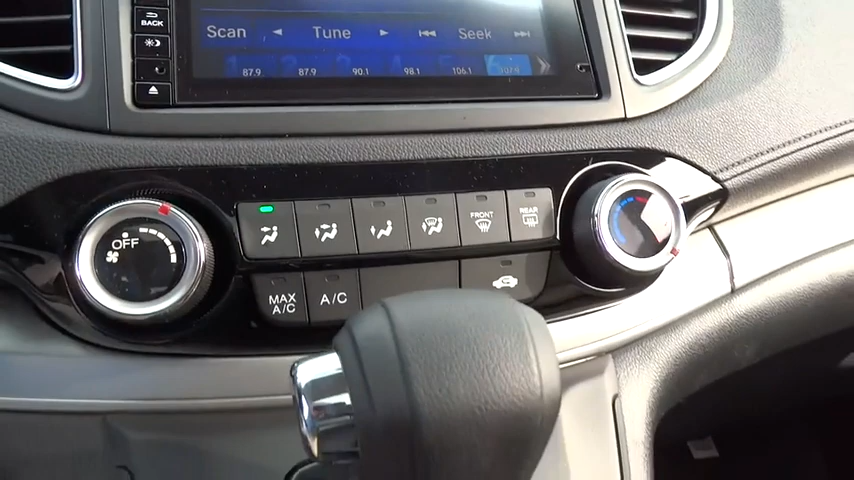 BACK
Scan Tune Seek
87.9 87.9 90.1 98.1 106.1
OFF
FRONT
REAR
MAX
A/C
A/C